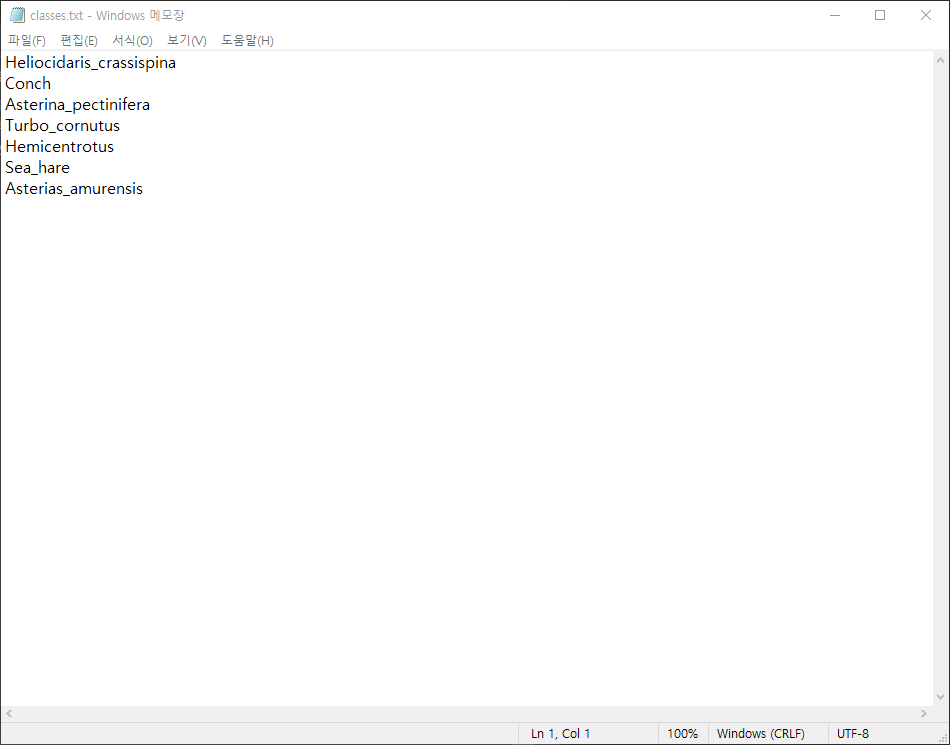 classes.txt - Windows 메모장
파일(F) 편집(E) 서식(O) 보기(V) 도움말(H)
Heliocidaris_crassispina
Conch
Asterina_pectinifera
Turbo_cornutus
Hemicentrotus
Sea_hare
Asterias_amurensis
Ln 1, Col 1 100% Windows (CRLF) UTF-8